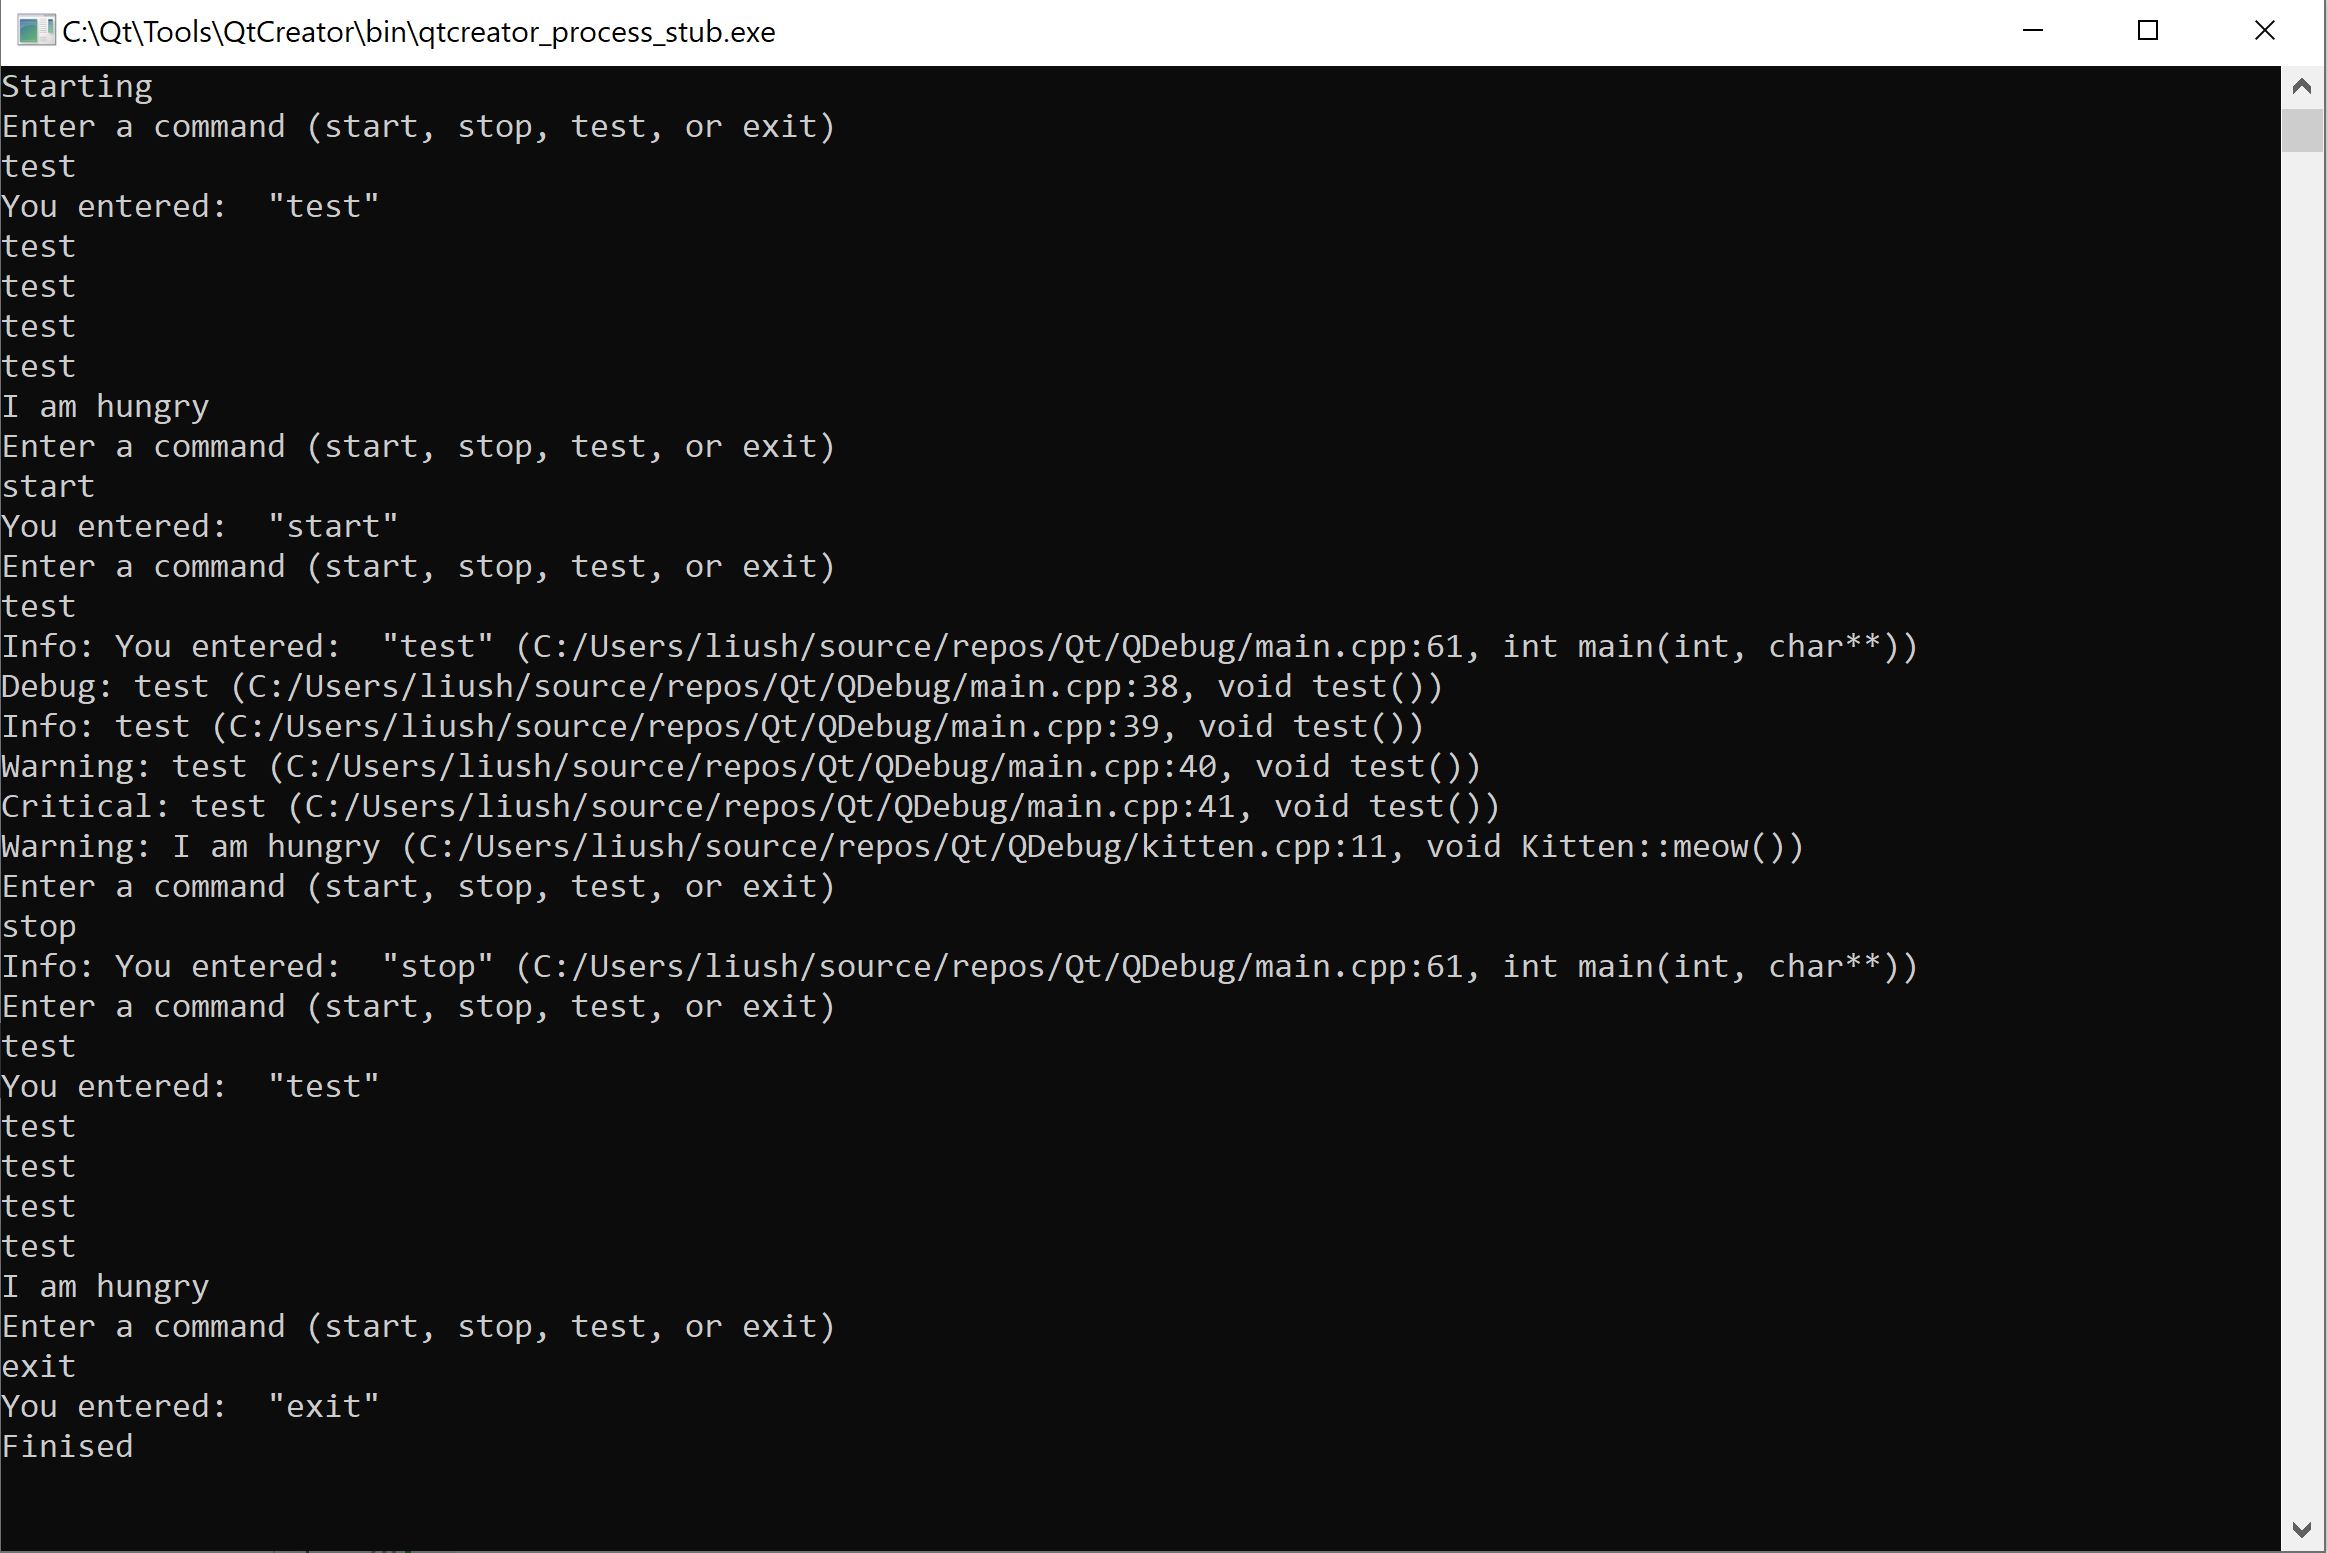 C:\Qt\Tools\QtCreator\bin\qtcreator_process_stub.exe
Starting
Enter a command (start, stop, test, or exit)
test
You entered:  "test"
test
test
test
test
I am hungry
Enter a command (start, stop, test, or exit)
start
You entered:  "start"
Enter a command (start, stop, test, or exit)
test
Info: You entered:  "test" (C:/Users/liush/source/repos/Qt/QDebug/main.cpp:61, int main(int, char**))
Debug: test (C:/Users/liush/source/repos/Qt/QDebug/main.cpp:38, void test())
Info: test (C:/Users/liush/source/repos/Qt/QDebug/main.cpp:39, void test())
Warning: test (C:/Users/liush/source/repos/Qt/QDebug/main.cpp:40, void test())
Critical: test (C:/Users/liush/source/repos/Qt/QDebug/main.cpp:41, void test())
Warning: I am hungry (C:/Users/liush/source/repos/Qt/QDebug/kitten.cpp:11, void Kitten::meow())
Enter a command (start, stop, test, or exit)
stop
Info: You entered:  "stop" (C:/Users/liush/source/repos/Qt/QDebug/main.cpp:61, int main(int, char**))
Enter a command (start, stop, test, or exit)
test
You entered:  "test"
test
test
test
test
I am hungry
Enter a command (start, stop, test, or exit)
exit
You entered:  "exit"
Finised